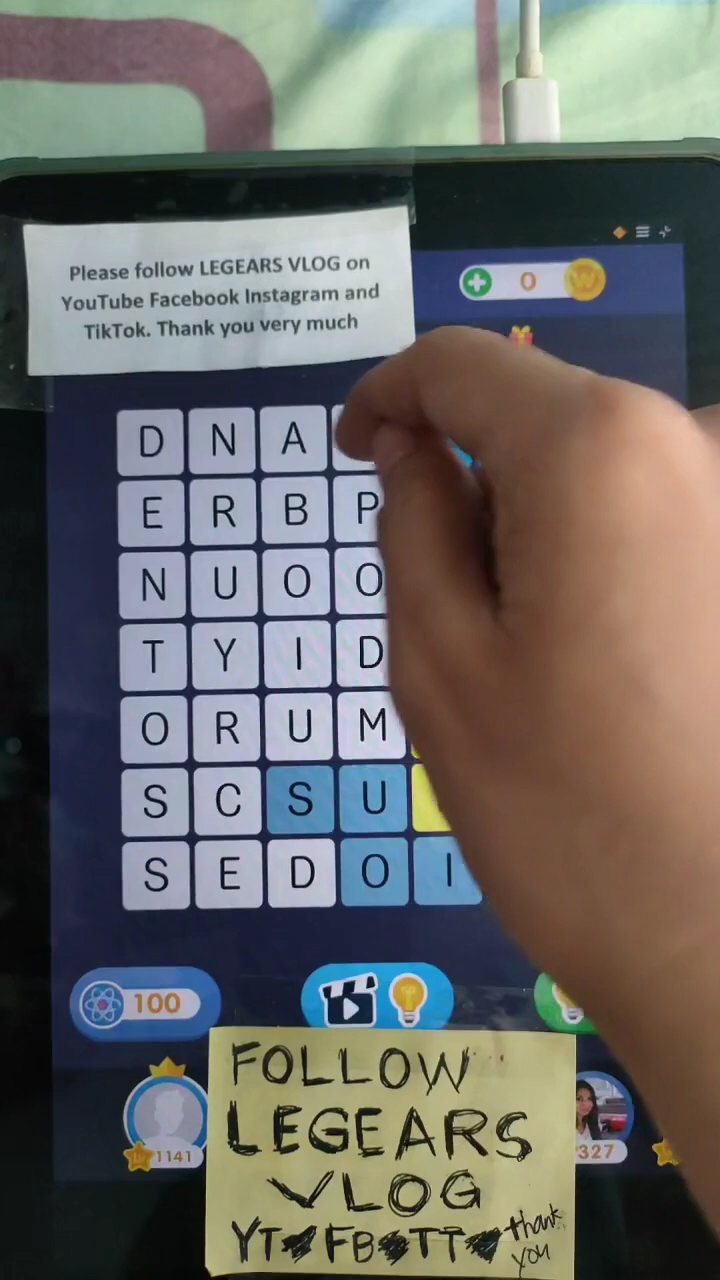 Please follow LEGEARS VLOG on
YouTube Facebook Instagram and
TikTok. Thank you very much
0
W
D N A
E R B P
N U O O
T Y I D
O R U M
S C S U
S E D O I
100
1141
327
FOLLOW
LEGEARS
VLOG
YT FB TT thank
you